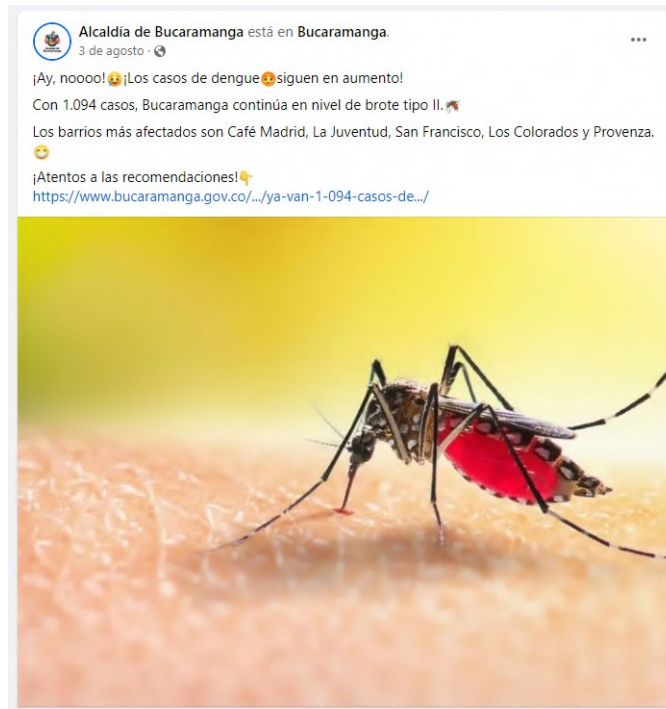 Alcaldía de Bucaramanga está en Bucaramanga.
3 de agosto ·
¡Ay, noooo!🥵¡Los casos de dengue🥵siguen en aumento!
Con 1.094 casos, Bucaramanga continúa en nivel de brote tipo II.🦟
Los barrios más afectados son Café Madrid, La Juventud, San Francisco, Los Colorados y Provenza.
😷
¡Atentos a las recomendaciones!👇
https://www.bucaramanga.gov.co/.../ya-van-1-094-casos-de.../